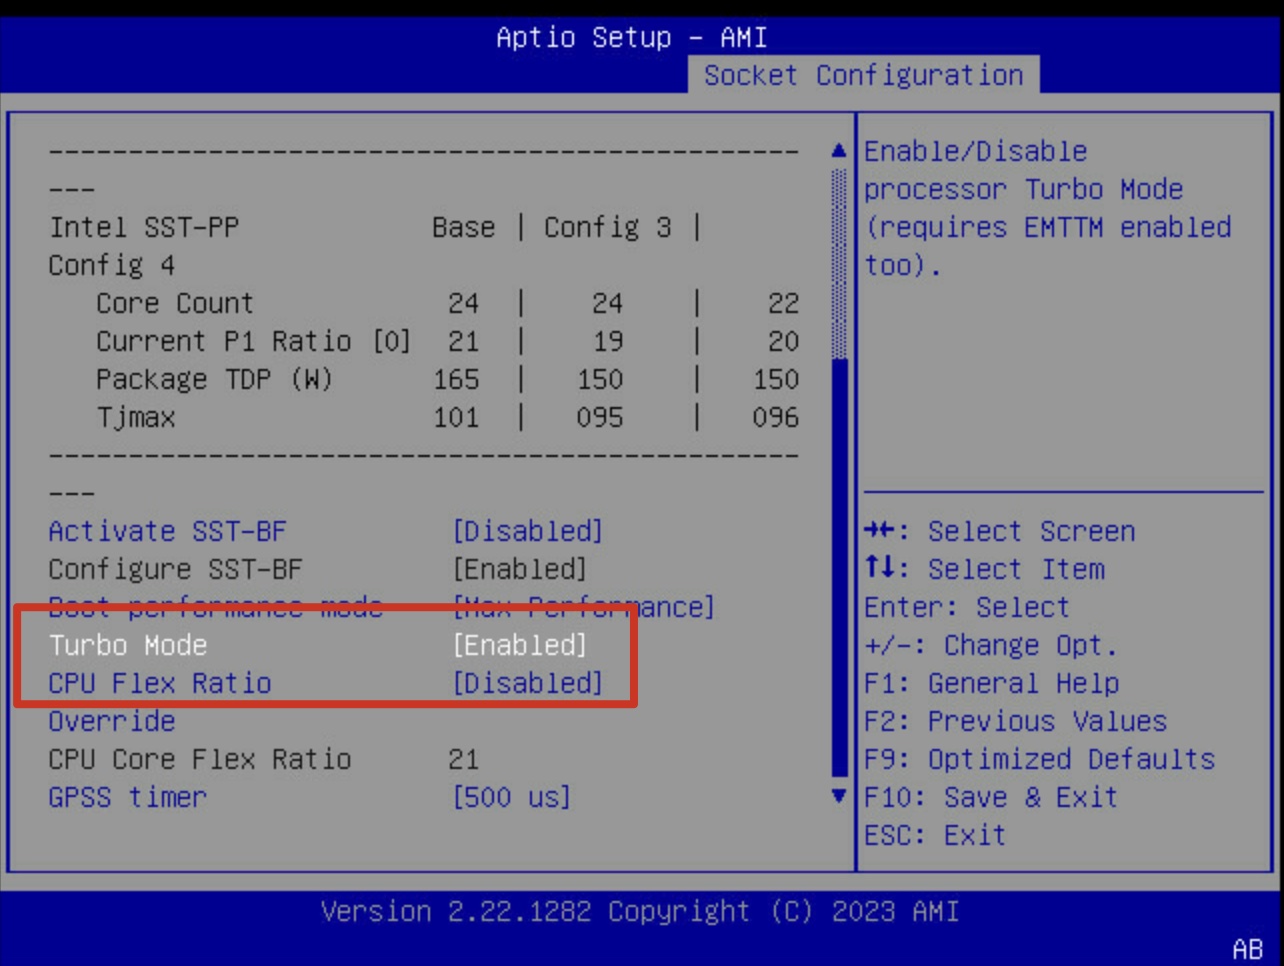 Aptio Setup – AMI
Socket Configuration
-----------------------------------------------
---
Intel SST-PP Base | Config 3 |
Config 4
Core Count 24 | 24 | 22
Current P1 Ratio [0] 21 | 19 | 20
Package TDP (W) 165 | 150 | 150
Tjmax 101 | 095 | 096
-----------------------------------------------
---
Activate SST-BF [Disabled]
Configure SST-BF [Enabled]
Boot performance mode [Max Performance]
Turbo Mode [Enabled]
CPU Flex Ratio [Disabled]
Override
CPU Core Flex Ratio 21
GPSS timer [500 us]
Enable/Disable
processor Turbo Mode
(requires EMTTM enabled
too).
→←: Select Screen
↑↓: Select Item
Enter: Select
+/-: Change Opt.
F1: General Help
F2: Previous Values
F9: Optimized Defaults
F10: Save & Exit
ESC: Exit
Version 2.22.1282 Copyright (C) 2023 AMI
AB